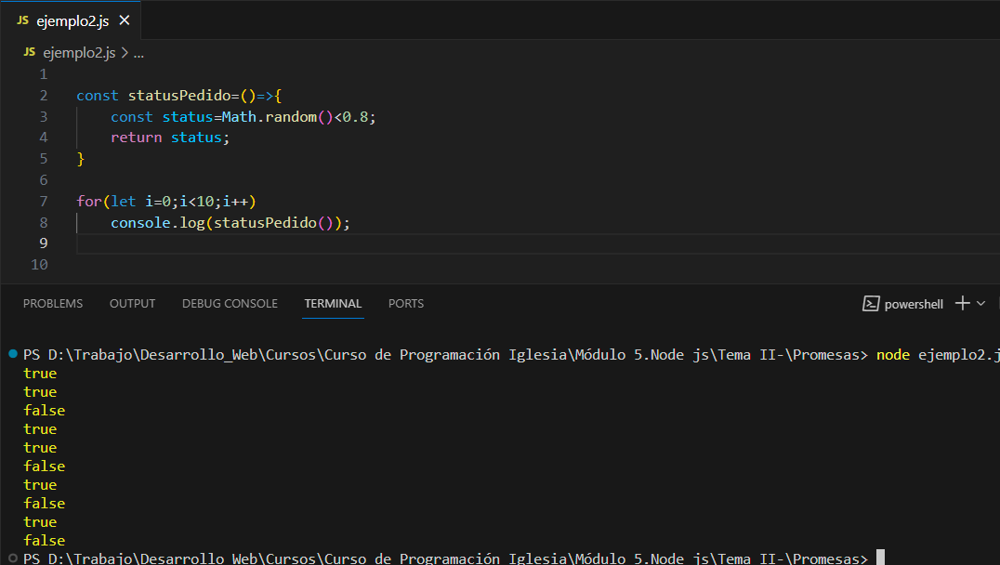 JS ejemplo2.js ×
JS ejemplo2.js > ...
1
2 const statusPedido=()=>{
3     const status=Math.random()<0.8;
4     return status;
5 }
6
7 for(let i=0;i<10;i++)
8     console.log(statusPedido());
9
10
PROBLEMS OUTPUT DEBUG CONSOLE TERMINAL PORTS powershell
PS D:\Trabajo\Desarrollo_Web\Cursos\Curso de Programación Iglesia\Módulo 5.Node js\Tema II-\Promesas> node ejemplo2.j
true
true
false
true
true
false
true
false
true
false
PS D:\Trabajo\Desarrollo_Web\Cursos\Curso de Programación Iglesia\Módulo 5.Node js\Tema II-\Promesas>